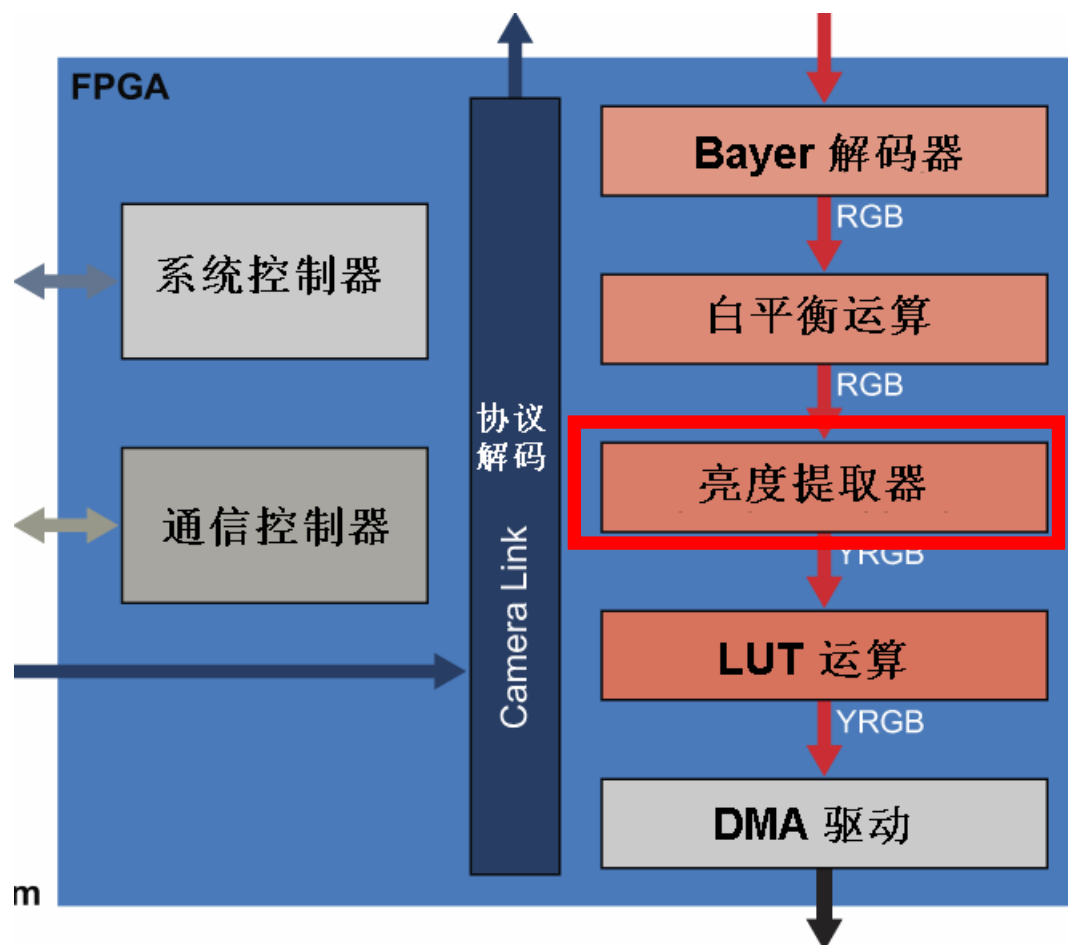 FPGA
系统控制器
通信控制器
协议
解码
Camera Link
Bayer 解码器
RGB
白平衡运算
RGB
亮度提取器
YRGB
LUT 运算
YRGB
DMA 驱动
m